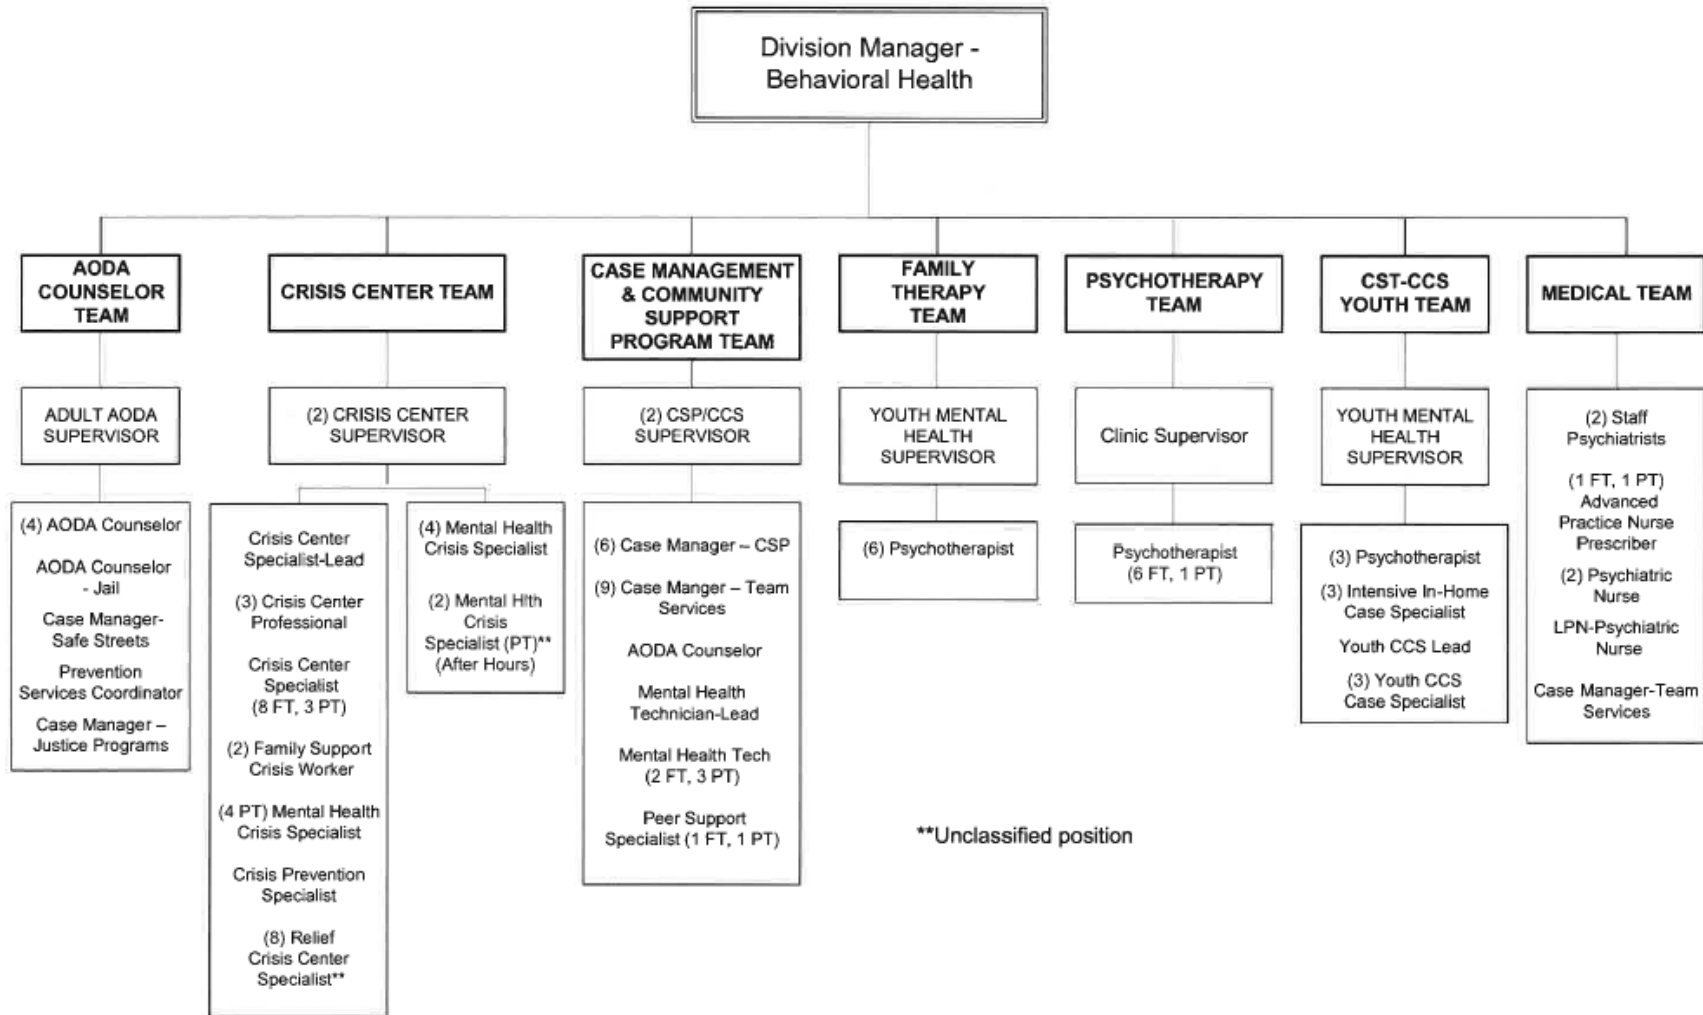 Division Manager -
Behavioral Health
AODA
COUNSELOR
TEAM
CRISIS CENTER TEAM
CASE MANAGEMENT
& COMMUNITY
SUPPORT
PROGRAM TEAM
FAMILY
THERAPY
TEAM
PSYCHOTHERAPY
TEAM
CST-CCS
YOUTH TEAM
MEDICAL TEAM
ADULT AODA
SUPERVISOR
(2) CRISIS CENTER
SUPERVISOR
(2) CSP/CCS
SUPERVISOR
YOUTH MENTAL
HEALTH
SUPERVISOR
Clinic Supervisor
YOUTH MENTAL
HEALTH
SUPERVISOR
(4) AODA Counselor
AODA Counselor
- Jail
Case Manager-
Safe Streets
Prevention
Services Coordinator
Case Manager –
Justice Programs
Crisis Center
Specialist-Lead
(3) Crisis Center
Professional
Crisis Center
Specialist
(8 FT, 3 PT)
(2) Family Support
Crisis Worker
(4 PT) Mental Health
Crisis Specialist
Crisis Prevention
Specialist
(8) Relief
Crisis Center
Specialist**
(4) Mental Health
Crisis Specialist
(2) Mental Hlth
Crisis
Specialist (PT)**
(After Hours)
(6) Case Manager – CSP
(9) Case Manger – Team
Services
AODA Counselor
Mental Health
Technician-Lead
Mental Health Tech
(2 FT, 3 PT)
Peer Support
Specialist (1 FT, 1 PT)
(6) Psychotherapist
Psychotherapist
(6 FT, 1 PT)
(3) Psychotherapist
(3) Intensive In-Home
Case Specialist
Youth CCS Lead
(3) Youth CCS
Case Specialist
(2) Staff
Psychiatrists
(1 FT, 1 PT)
Advanced
Practice Nurse
Prescriber
(2) Psychiatric
Nurse
LPN-Psychiatric
Nurse
Case Manager-Team
Services
**Unclassified position